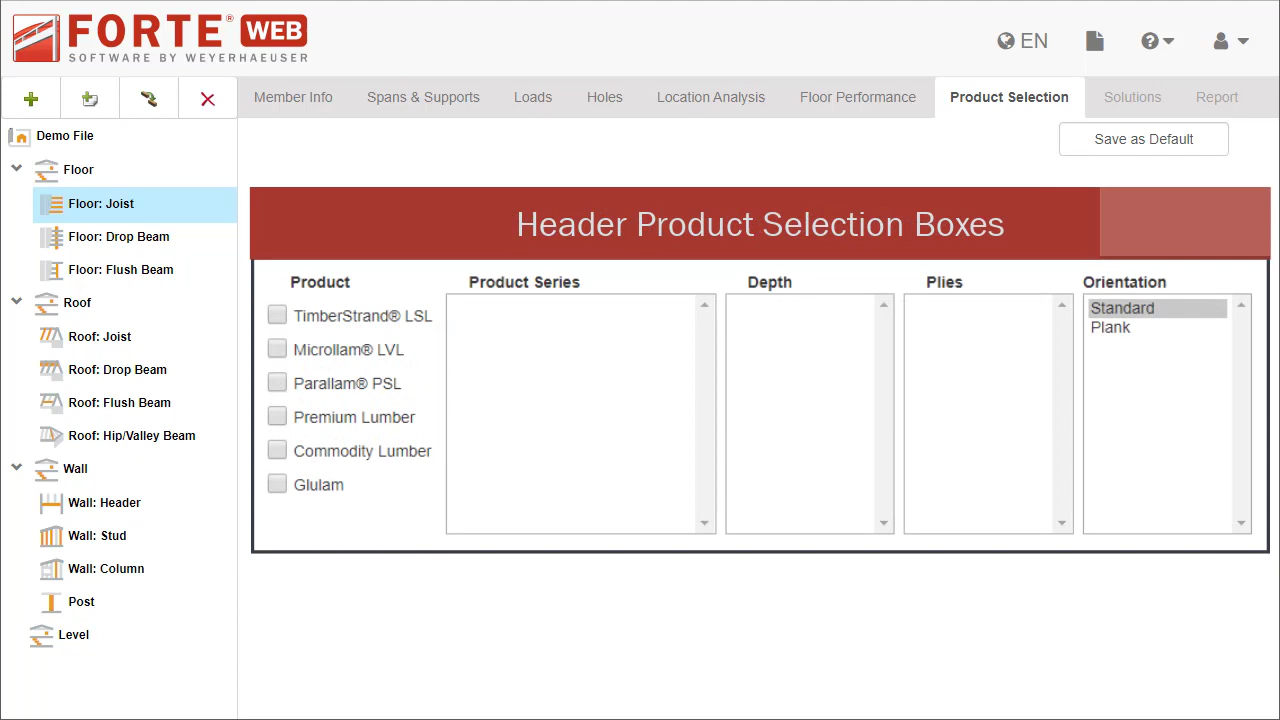 FORTE® WEB
SOFTWARE BY WEYERHAEUSER
EN
Member Info
Spans & Supports
Loads
Holes
Location Analysis
Floor Performance
Product Selection
Solutions
Report
Demo File
Floor
Floor: Joist
Floor: Drop Beam
Floor: Flush Beam
Roof
Roof: Joist
Roof: Drop Beam
Roof: Flush Beam
Roof: Hip/Valley Beam
Wall
Wall: Header
Wall: Stud
Wall: Column
Post
Level
Save as Default
Header Product Selection Boxes
Product
TimberStrand® LSL
Microllam® LVL
Parallam® PSL
Premium Lumber
Commodity Lumber
Glulam
Product Series
Depth
Plies
Orientation
Standard
Plank